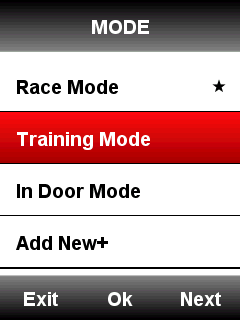 MODE
Race Mode ★
Training Mode
In Door Mode
Add New+
Exit Ok Next